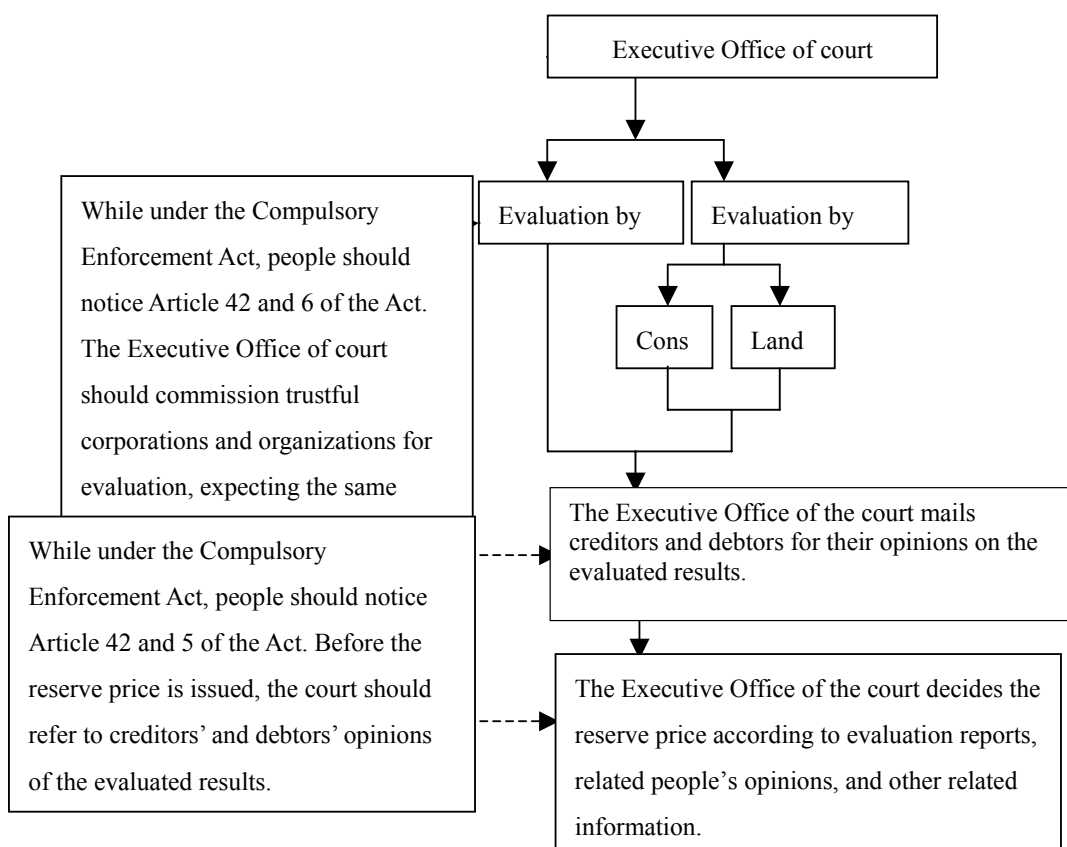 Executive Office of court
Evaluation by
Evaluation by
Cons
Land
While under the Compulsory
Enforcement Act, people should
notice Article 42 and 6 of the Act.
The Executive Office of court
should commission trustful
corporations and organizations for
evaluation, expecting the same
The Executive Office of the court mails
creditors and debtors for their opinions on the
evaluated results.
While under the Compulsory
Enforcement Act, people should notice
Article 42 and 5 of the Act. Before the
reserve price is issued, the court should
refer to creditors’ and debtors’ opinions
of the evaluated results.
The Executive Office of the court decides the
reserve price according to evaluation reports,
related people’s opinions, and other related
information.